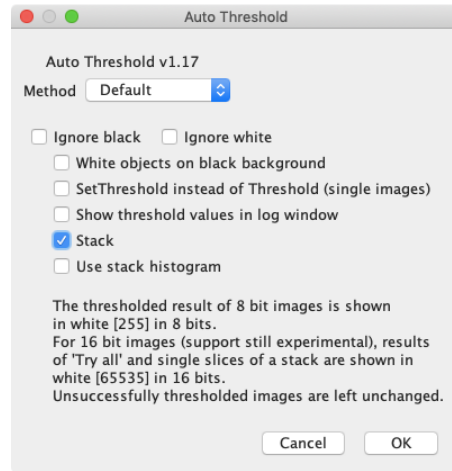 Auto Threshold
Auto Threshold v1.17
Method Default
Ignore black Ignore white
White objects on black background
SetThreshold instead of Threshold (single images)
Show threshold values in log window
Stack
Use stack histogram
The thresholded result of 8 bit images is shown
in white [255] in 8 bits.
For 16 bit images (support still experimental), results
of 'Try all' and single slices of a stack are shown in
white [65535] in 16 bits.
Unsuccessfully thresholded images are left unchanged.
Cancel OK